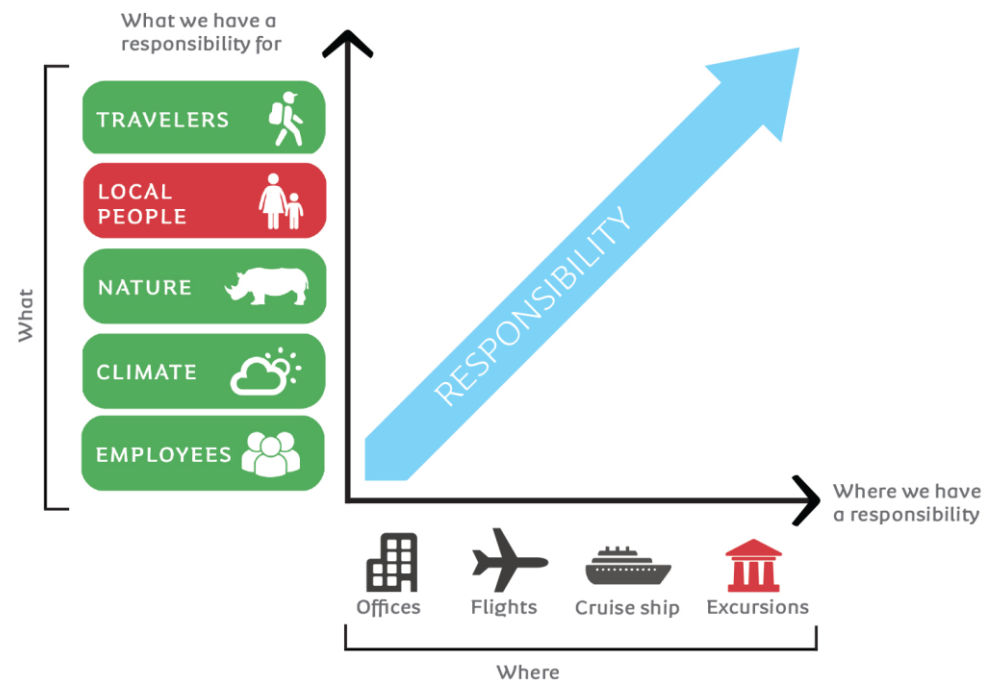 What we have a
responsibility for
What
TRAVELERS
LOCAL
PEOPLE
NATURE
CLIMATE
EMPLOYEES
RESPONSIBILITY
Where we have
a responsibility
Offices
Flights
Cruise ship
Excursions
Where